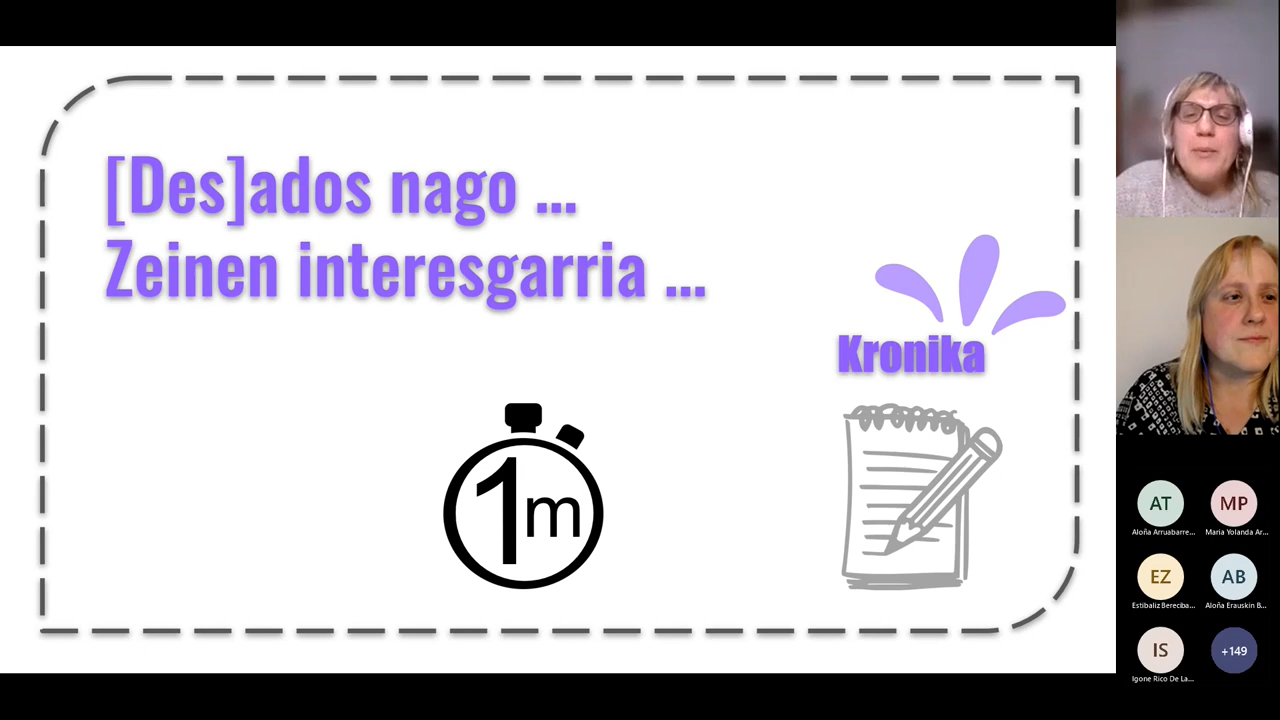 [Des]ados nago ...
Zeinen interesgarria ...
Kronika
1m
AT
Aloña Arruabarre...
MP
Maria Yolanda Ar...
EZ
Estibaliz Bereciba...
AB
Aloña Erauskin B...
IS
Igone Rico De La...
+149